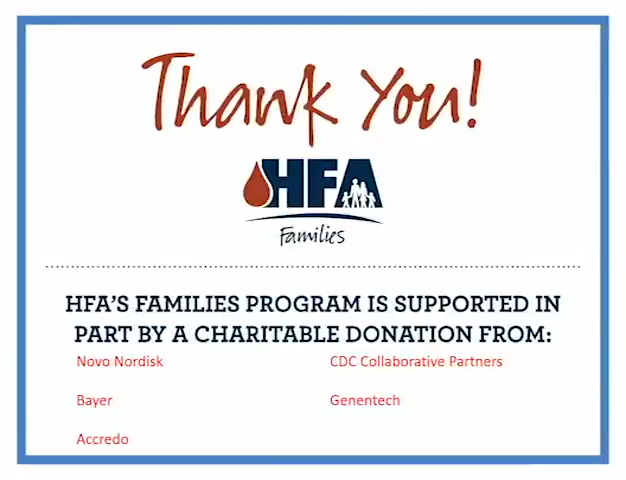 Thank You!
HFA
Families
HFA'S FAMILIES PROGRAM IS SUPPORTED IN
PART BY A CHARITABLE DONATION FROM:
Novo Nordisk
CDC Collaborative Partners
Bayer
Genentech
Accredo